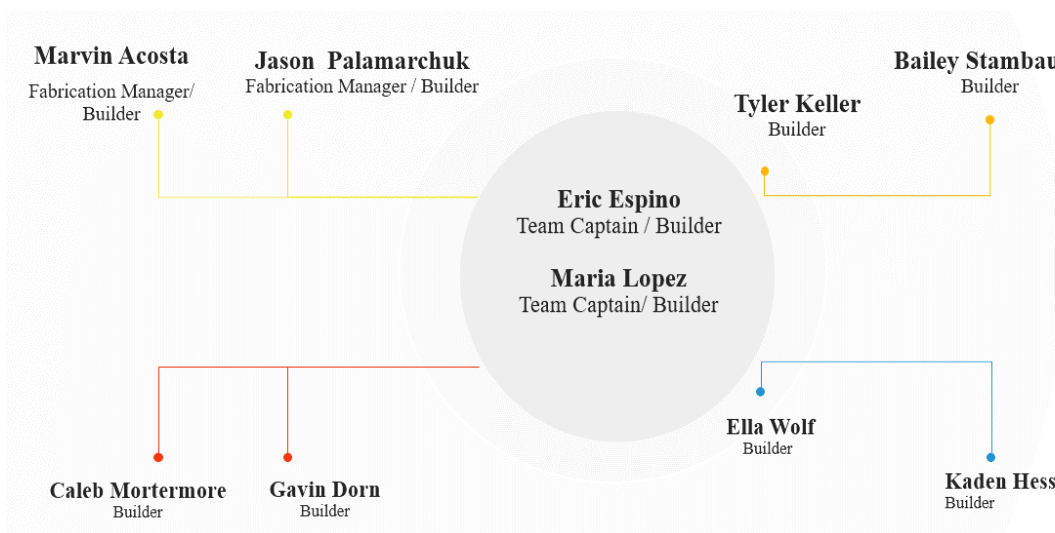 Marvin Acosta
Fabrication Manager/
Builder
Jason Palamarchuk
Fabrication Manager / Builder
Tyler Keller
Builder
Bailey Stambau
Builder
Eric Espino
Team Captain / Builder
Maria Lopez
Team Captain/ Builder
Caleb Mortermore
Builder
Gavin Dorn
Builder
Ella Wolf
Builder
Kaden Hess
Builder